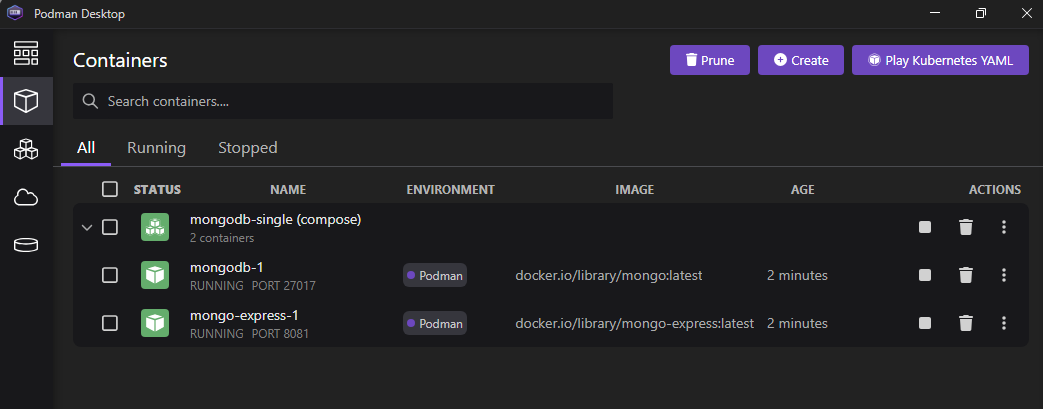 Podman Desktop
Containers
Prune
Create
Play Kubernetes YAML
Search containers....
All Running Stopped
STATUS NAME ENVIRONMENT IMAGE AGE ACTIONS
mongodb-single (compose)
2 containers
mongodb-1
RUNNING PORT 27017
Podman
docker.io/library/mongo:latest
2 minutes
mongo-express-1
RUNNING PORT 8081
Podman
docker.io/library/mongo-express:latest
2 minutes